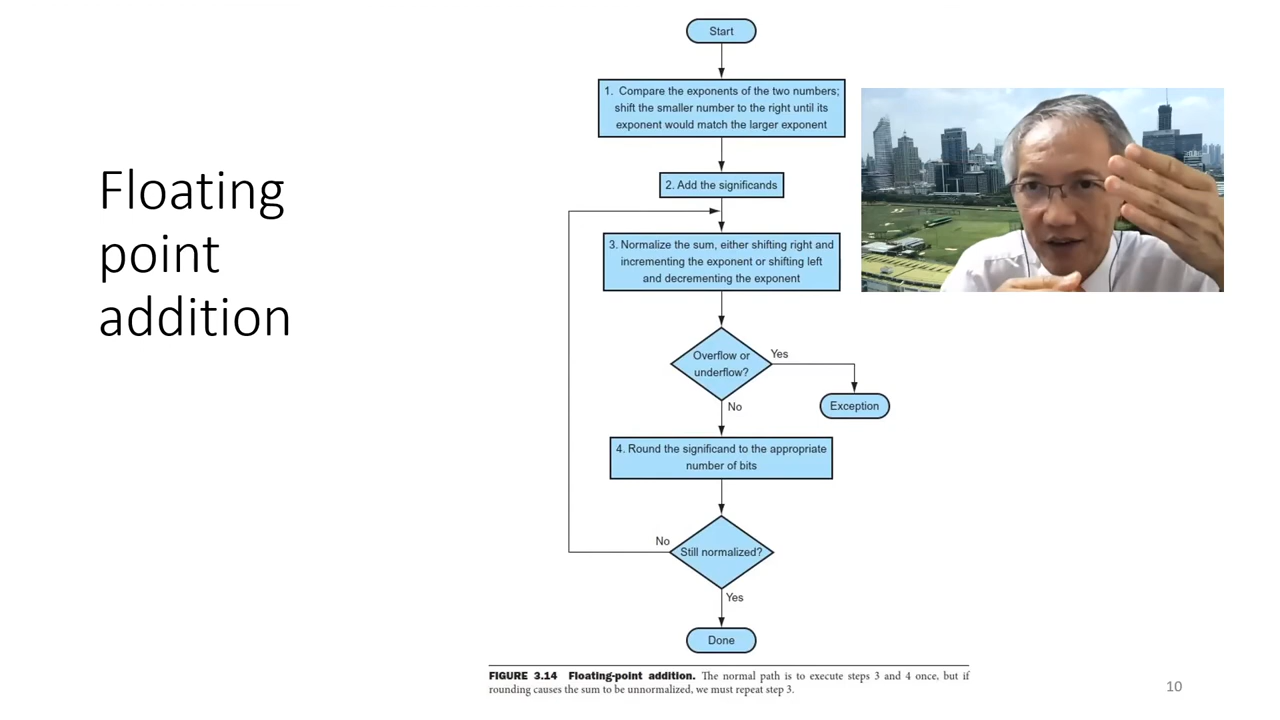 Floating
point
addition
Start
1. Compare the exponents of the two numbers;
shift the smaller number to the right until its
exponent would match the larger exponent
2. Add the significands
3. Normalize the sum, either shifting right and
incrementing the exponent or shifting left
and decrementing the exponent
Overflow or
underflow?
Yes
Exception
No
4. Round the significand to the appropriate
number of bits
Still normalized?
No
Yes
Done
FIGURE 3.14 Floating-point addition. The normal path is to execute steps 3 and 4 once, but if
rounding causes the sum to be unnormalized, we must repeat step 3.
10